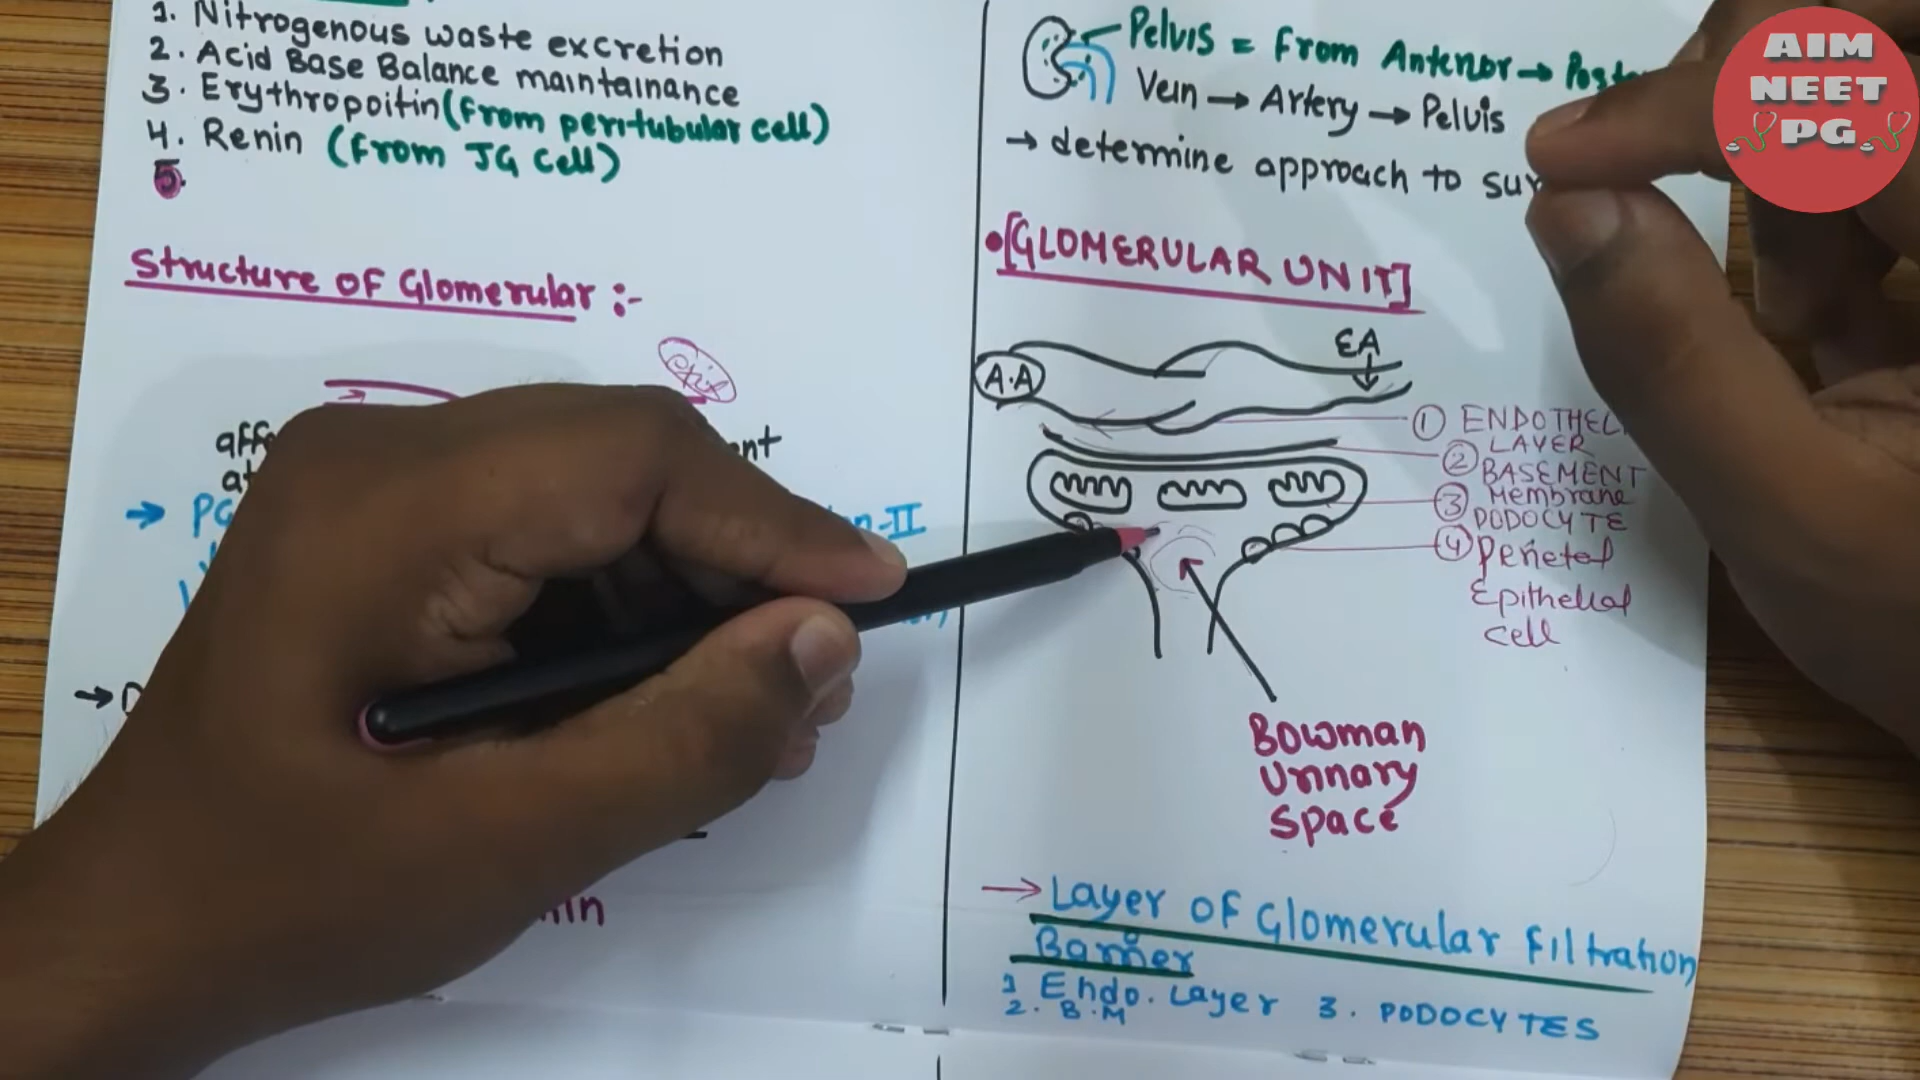 1. Nitrogenous waste excretion
2. Acid Base Balance maintainance
3. Erythropoitin (from peritubular cell)
4. Renin (from JG cell)
5.
Structure of Glomerular :-
exit
-II
Pelvis = From Anterior →
Vein → Artery → Pelvis
→ determine approach to
• [GLOMERULAR UNIT]
A.A
EA
① ENDOTHEL
LAYER
② BASEMENT
Membrane
③ PODOCYTE
④ Perietal
Epithelial
cell
Bowman
Urinary
Space
→ Layer of Glomerular Filtration
Barrier
1 Endo. Layer 3. PODOCYTES
2. B.M
AIM
NEET
PG